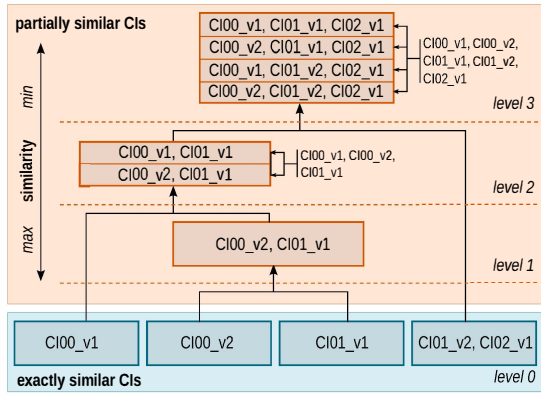 partially similar CIs
CI00_v1, CI01_v1, CI02_v1
CI00_v2, CI01_v1, CI02_v1
CI00_v1, CI01_v2, CI02_v1
CI00_v2, CI01_v2, CI02_v1
CI00_v1, CI00_v2,
CI01_v1, CI01_v2,
CI02_v1
level 3
min
similarity
max
CI00_v1, CI01_v1
CI00_v2, CI01_v1
CI00_v1, CI00_v2,
CI01_v1
level 2
CI00_v2, CI01_v1
level 1
CI00_v1
CI00_v2
CI01_v1
CI01_v2, CI02_v1
exactly similar CIs
level 0